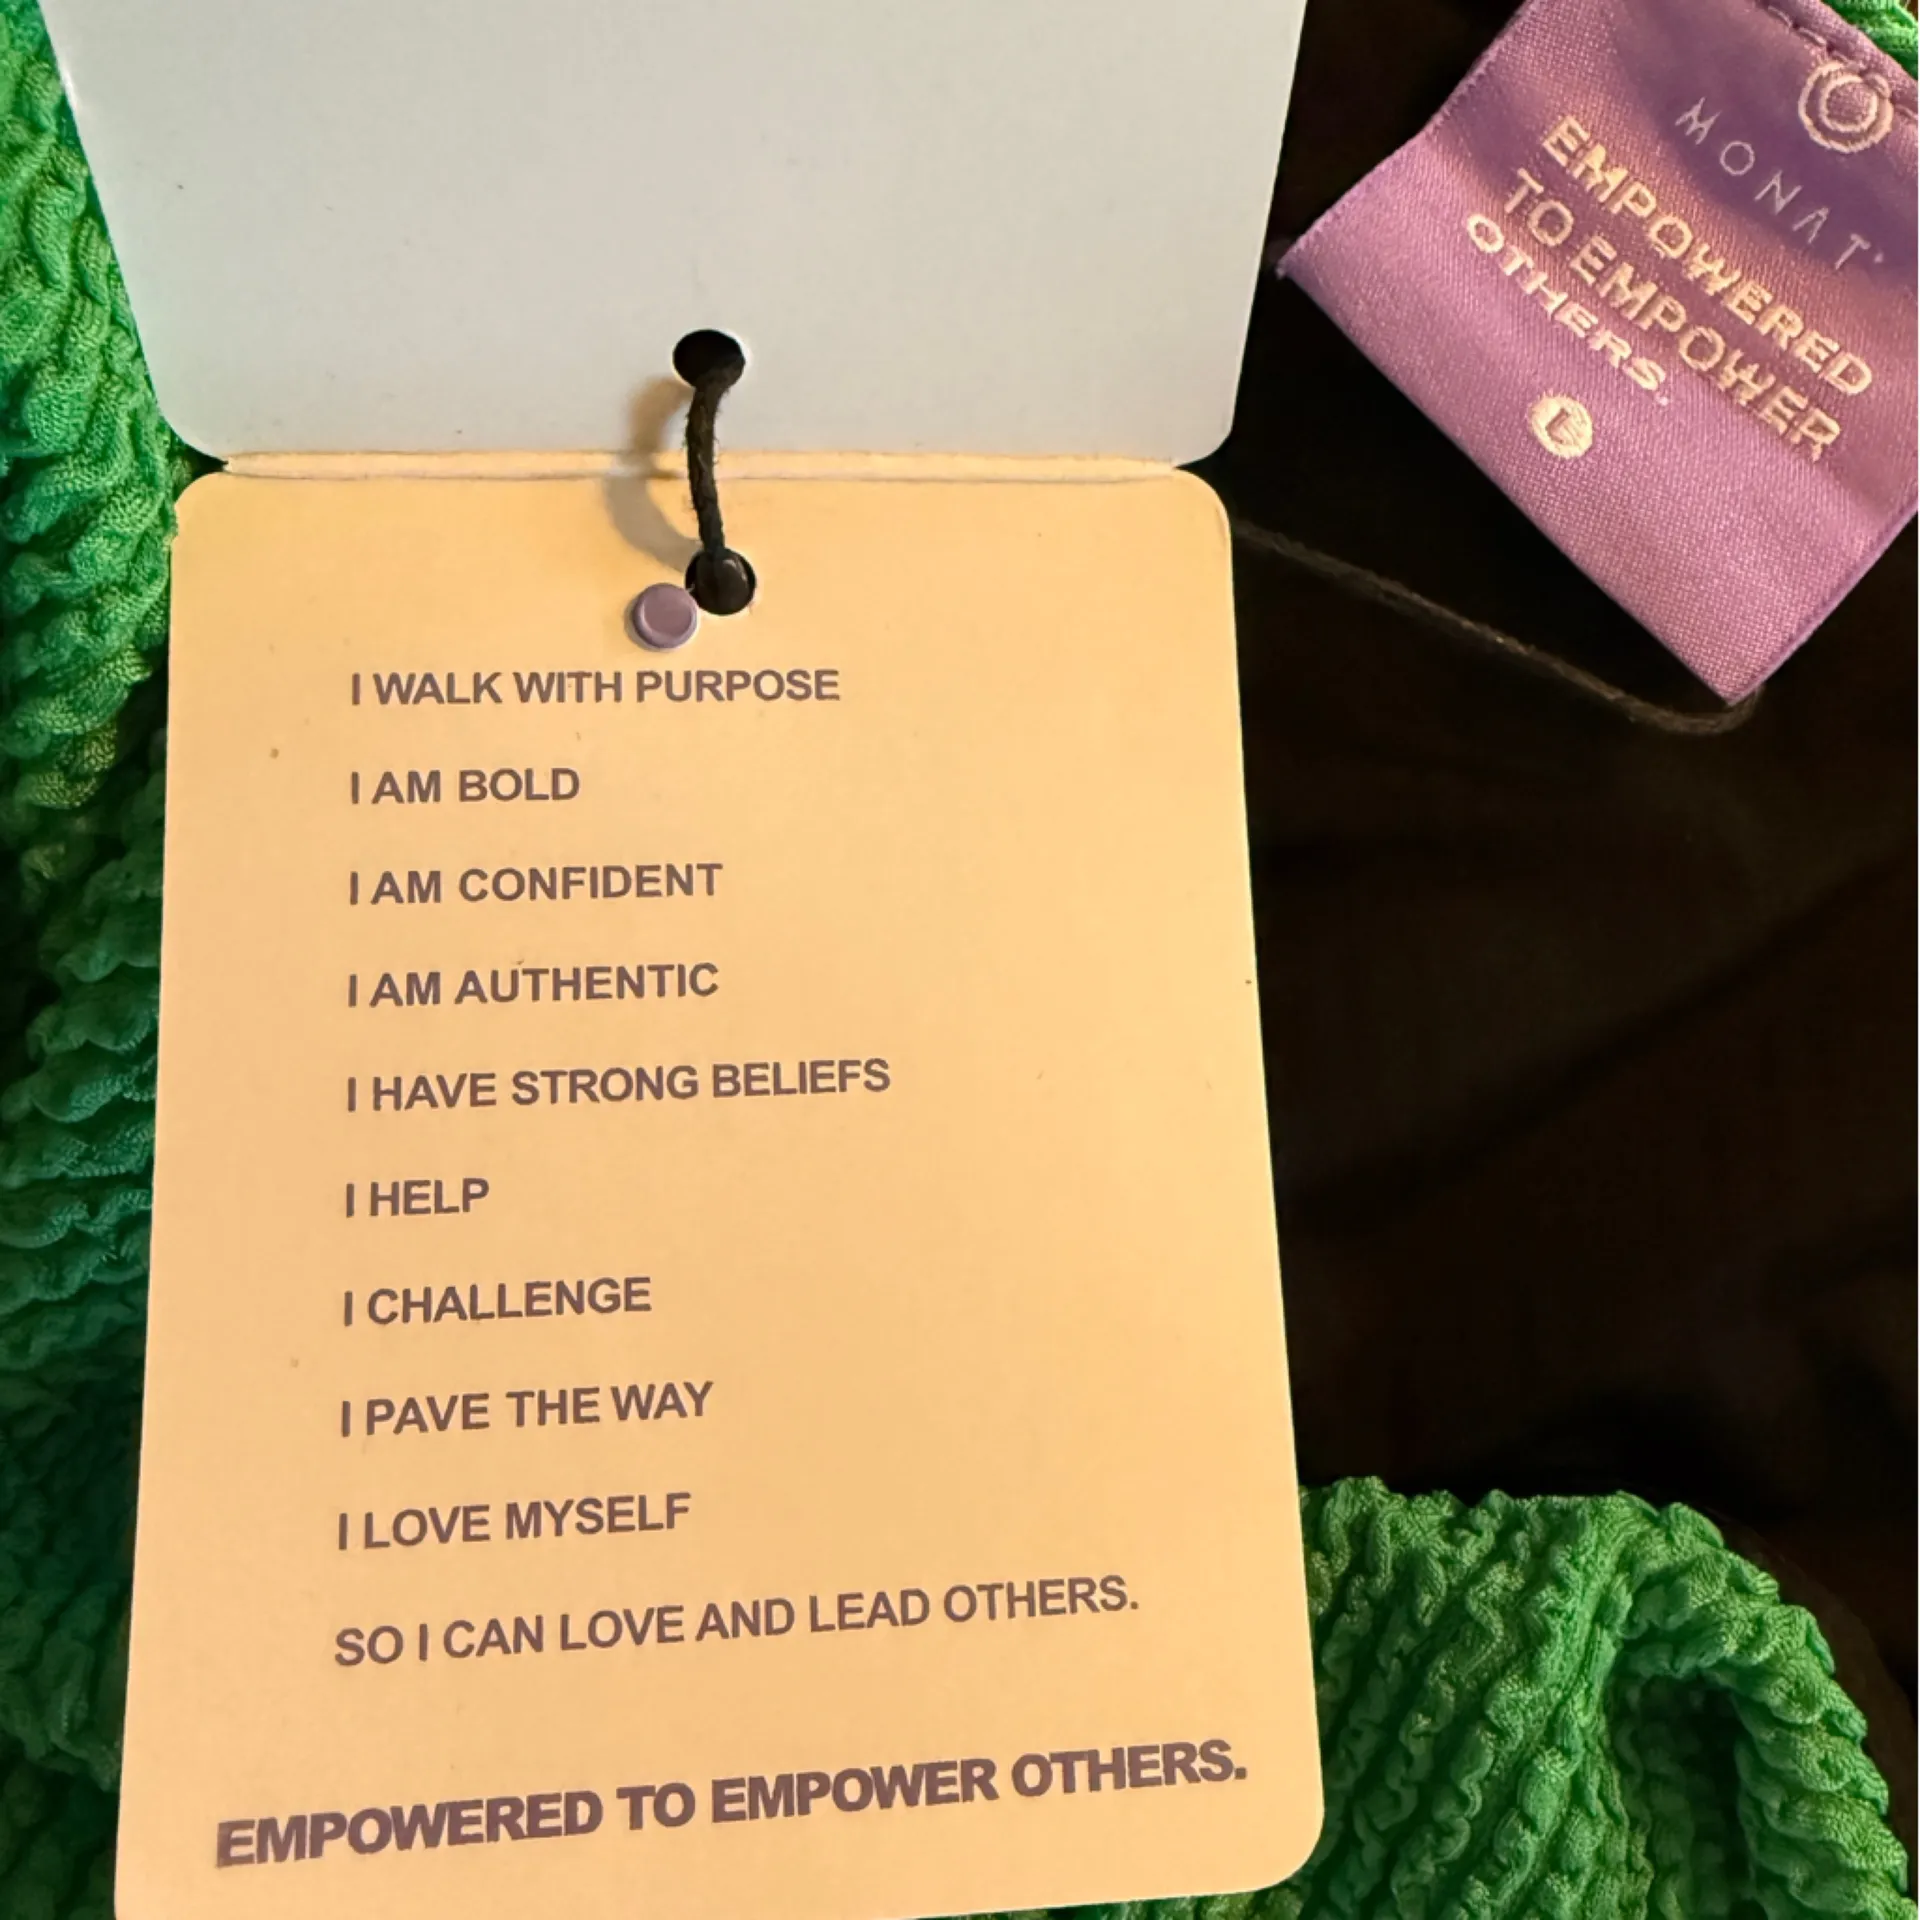 I WALK WITH PURPOSE
I AM BOLD
I AM CONFIDENT
I AM AUTHENTIC
I HAVE STRONG BELIEFS
I HELP
I CHALLENGE
I PAVE THE WAY
I LOVE MYSELF
SO I CAN LOVE AND LEAD OTHERS.
EMPOWERED TO EMPOWER OTHERS.
MONAT
EMPOWERED
TO EMPOWER
OTHERS.
L